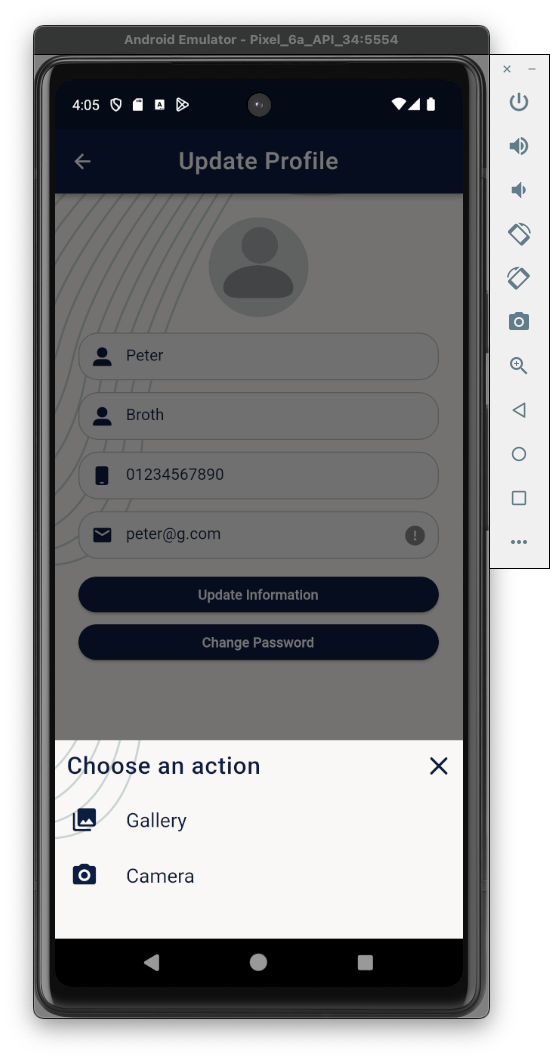 Android Emulator - Pixel_6a_API_34:5554
4:05
Update Profile
Peter
Broth
01234567890
peter@g.com
Update Information
Change Password
Choose an action
Gallery
Camera